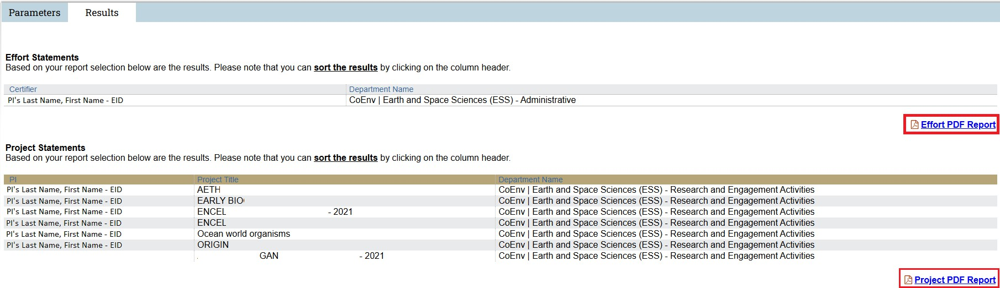 Parameters Results
Effort Statements
Based on your report selection below are the results. Please note that you can sort the results by clicking on the column header.
Certifier Department Name
PI's Last Name, First Name - EID CoEnv | Earth and Space Sciences (ESS) - Administrative
Effort PDF Report
Project Statements
Based on your report selection below are the results. Please note that you can sort the results by clicking on the column header.
PI Project Title Department Name
PI's Last Name, First Name - EID AETH CoEnv | Earth and Space Sciences (ESS) - Research and Engagement Activities
PI's Last Name, First Name - EID EARLY CoEnv | Earth and Space Sciences (ESS) - Research and Engagement Activities
PI's Last Name, First Name - EID ENCEL - 2021 CoEnv | Earth and Space Sciences (ESS) - Research and Engagement Activities
PI's Last Name, First Name - EID ENCEL CoEnv | Earth and Space Sciences (ESS) - Research and Engagement Activities
PI's Last Name, First Name - EID Ocean world organisms CoEnv | Earth and Space Sciences (ESS) - Research and Engagement Activities
PI's Last Name, First Name - EID ORIGIN CoEnv | Earth and Space Sciences (ESS) - Research and Engagement Activities
GAN - 2021 CoEnv | Earth and Space Sciences (ESS) - Research and Engagement Activities
Project PDF Report